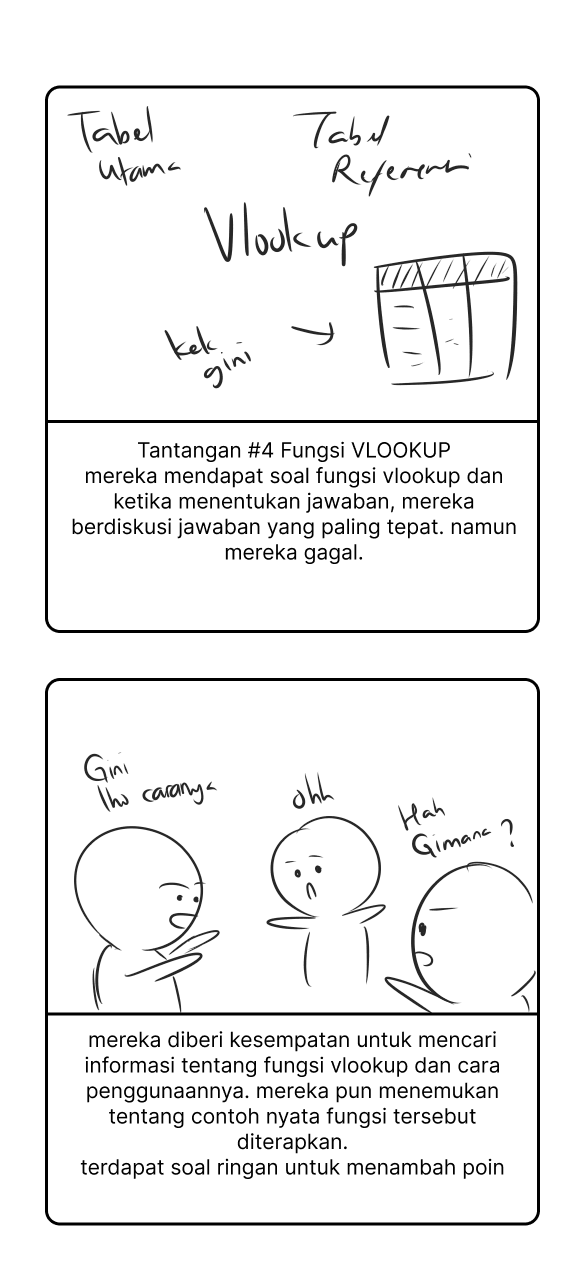 Tabel
Utama
Tabel
Referensi
Vlookup
kek
gini
Tantangan #4 Fungsi VLOOKUP
mereka mendapat soal fungsi vlookup dan
ketika menentukan jawaban, mereka
berdiskusi jawaban yang paling tepat. namun
mereka gagal.
Gini
lho caranya
ohh
Hah
Gimana?
mereka diberi kesempatan untuk mencari
informasi tentang fungsi vlookup dan cara
penggunaannya. mereka pun menemukan
tentang contoh nyata fungsi tersebut
diterapkan.
terdapat soal ringan untuk menambah poin